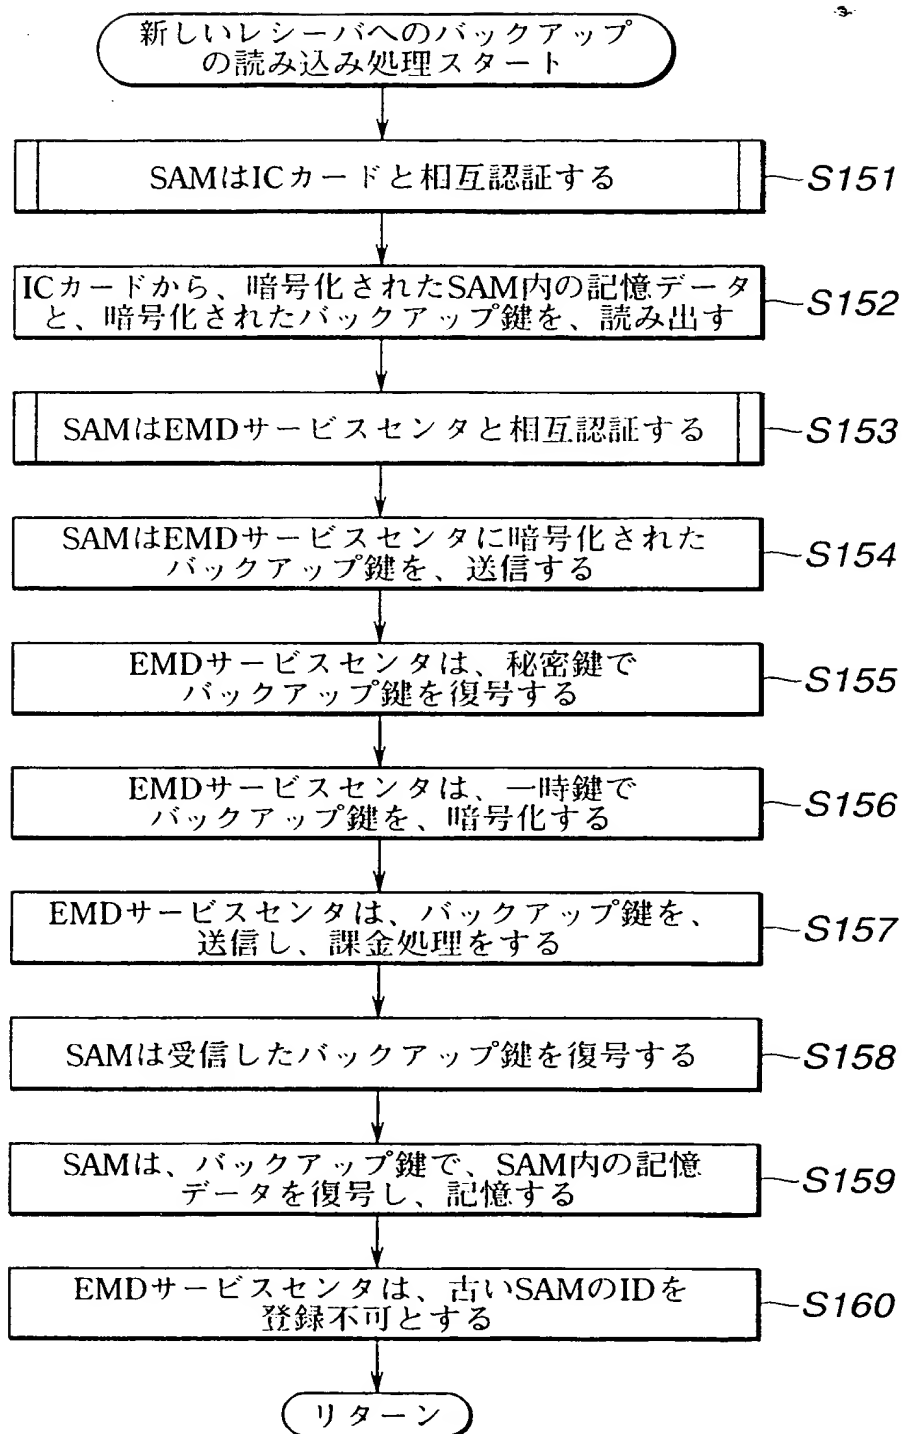 新しいレシーバへのバックアップ
の読み込み処理スタート
SAMはICカードと相互認証する
S151
ICカードから、暗号化されたSAM内の記憶データ
と、暗号化されたバックアップ鍵を、読み出す
S152
SAMはEMDサービスセンタと相互認証する
S153
SAMはEMDサービスセンタに暗号化された
バックアップ鍵を、送信する
S154
EMDサービスセンタは、秘密鍵で
バックアップ鍵を復号する
S155
EMDサービスセンタは、一時鍵で
バックアップ鍵を、暗号化する
S156
EMDサービスセンタは、バックアップ鍵を、
送信し、課金処理をする
S157
SAMは受信したバックアップ鍵を復号する
S158
SAMは、バックアップ鍵で、SAM内の記憶
データを復号し、記憶する
S159
EMDサービスセンタは、古いSAMのIDを
登録不可とする
S160
リターン